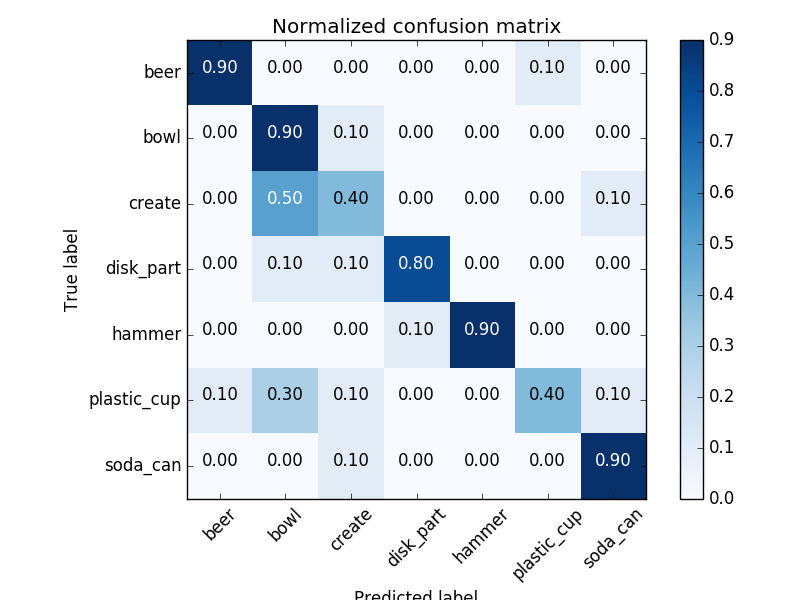 Normalized confusion matrix
beer 0.90 0.00 0.00 0.00 0.00 0.10 0.00
bowl 0.00 0.90 0.10 0.00 0.00 0.00 0.00
create 0.00 0.50 0.40 0.00 0.00 0.00 0.10
disk_part 0.00 0.10 0.10 0.80 0.00 0.00 0.00
hammer 0.00 0.00 0.00 0.10 0.90 0.00 0.00
plastic_cup 0.10 0.30 0.10 0.00 0.00 0.40 0.10
soda_can 0.00 0.00 0.10 0.00 0.00 0.00 0.90
beer bowl create disk_part hammer plastic_cup soda_can
True label
Predicted label
0.9
0.8
0.7
0.6
0.5
0.4
0.3
0.2
0.1
0.0